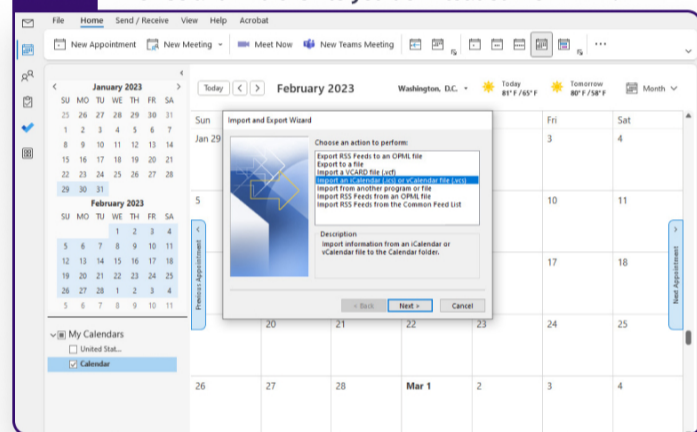 File Home Send / Receive View Help Acrobat
New Appointment New Meeting Meet Now New Teams Meeting ...
January 2023
SU MO TU WE TH FR SA
25 26 27 28 29 30 31
1 2 3 4 5 6 7
8 9 10 11 12 13 14
15 16 17 18 19 20 21
22 23 24 25 26 27 28
29 30 31
February 2023
SU MO TU WE TH FR SA
1 2 3 4
5 6 7 8 9 10 11
12 13 14 15 16 17 18
19 20 21 22 23 24 25
26 27 28 1 2 3 4
5 6 7 8 9 10 11
My Calendars
United Stat...
Calendar
Today February 2023 Washington, D.C. Today Tomorrow Month
81° F / 65° F 80° F / 58° F
Sun Fri Sat
Jan 29 3 4
5 10 11
17 18
20 21 22 23 24 25
26 27 28 Mar 1 2 3 4
Previous Appointment
Next Appointment
Import and Export Wizard
Choose an action to perform:
Export RSS Feeds to an OPML file
Export to a file
Import a VCARD file (.vcf)
Import an iCalendar (.ics) or vCalendar file (.vcs)
Import from another program or file
Import RSS Feeds from an OPML file
Import RSS Feeds from the Common Feed List
Description
Import information from an iCalendar or
vCalendar file to the Calendar folder.
< Back Next > Cancel